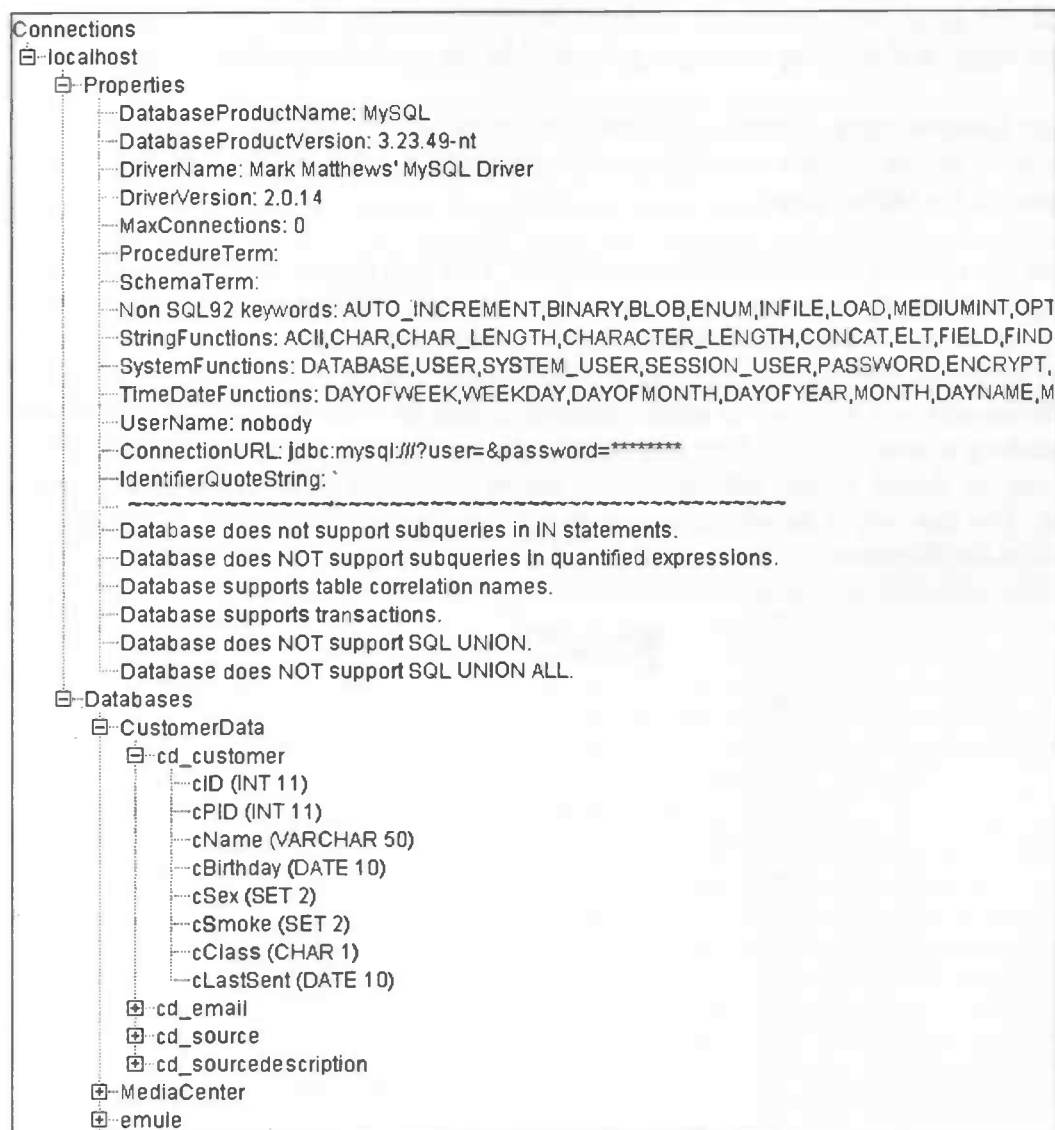 Connections
localhost
Properties
DatabaseProductName: MySQL
DatabaseProductVersion: 3.23.49-nt
DriverName: Mark Matthews' MySQL Driver
DriverVersion: 2.0.14
MaxConnections: 0
ProcedureTerm:
SchemaTerm:
Non SQL92 keywords: AUTO_INCREMENT,BINARY,BLOB,ENUM,INFILE,LOAD,MEDIUMINT,OPT
StringFunctions: ACII,CHAR,CHAR_LENGTH,CHARACTER_LENGTH,CONCAT,ELT,FIELD,FIND
SystemFunctions: DATABASE,USER,SYSTEM_USER,SESSION_USER,PASSWORD,ENCRYPT,
TimeDateFunctions: DAYOFWEEK,WEEKDAY,DAYOFMONTH,DAYOFYEAR,MONTH,DAYNAME,M
UserName: nobody
ConnectionURL: jdbc:mysql:///?user=&password=********
IdentifierQuoteString: `
~~~~~~~~~~~~~~~~~~~~~~~~~~~~~~~~~~~~~~~~~~~~~~~~
Database does not support subqueries in IN statements.
Database does NOT support subqueries in quantified expressions.
Database supports table correlation names.
Database supports transactions.
Database does NOT support SQL UNION.
Database does NOT support SQL UNION ALL.
Databases
CustomerData
cd_customer
cID (INT 11)
cPID (INT 11)
cName (VARCHAR 50)
cBirthday (DATE 10)
cSex (SET 2)
cSmoke (SET 2)
cClass (CHAR 1)
cLastSent (DATE 10)
cd_email
cd_source
cd_sourcedescription
MediaCenter
emule